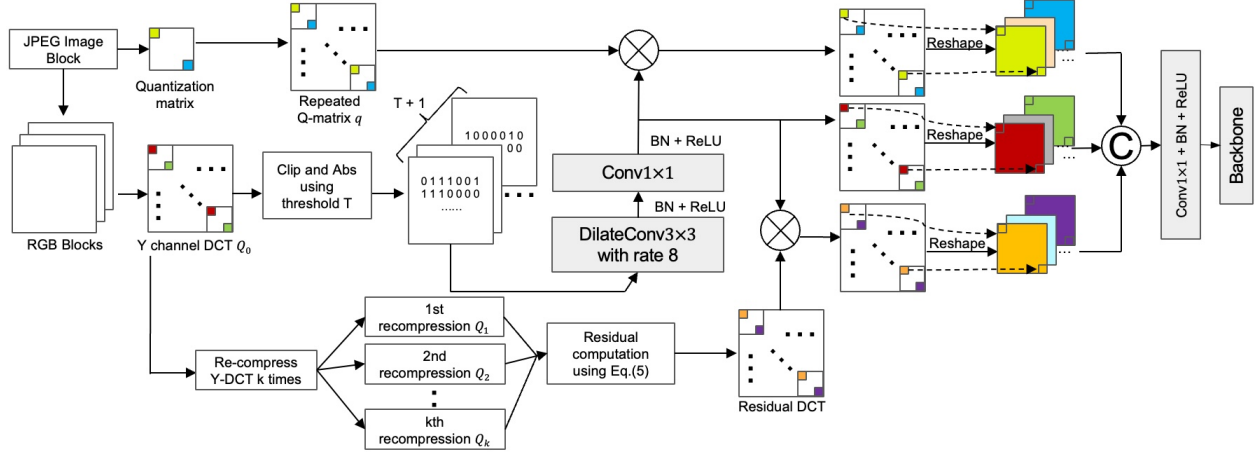 JPEG Image
Block
Quantization
matrix
Repeated
Q-matrix q
Reshape
......
T + 1
1000010
00
0111001
1110000
......
RGB Blocks
Y channel DCT Q₀
Clip and Abs
using
threshold T
BN + ReLU
Conv1×1
BN + ReLU
DilateConv3×3
with rate 8
Reshape
...
Reshape
...
C
Conv1×1 + BN + ReLU
Backbone
Re-compress
Y-DCT k times
1st
recompression Q₁
2nd
recompression Q₂
kth
recompression Qₖ
Residual
computation
using Eq.(5)
Residual DCT